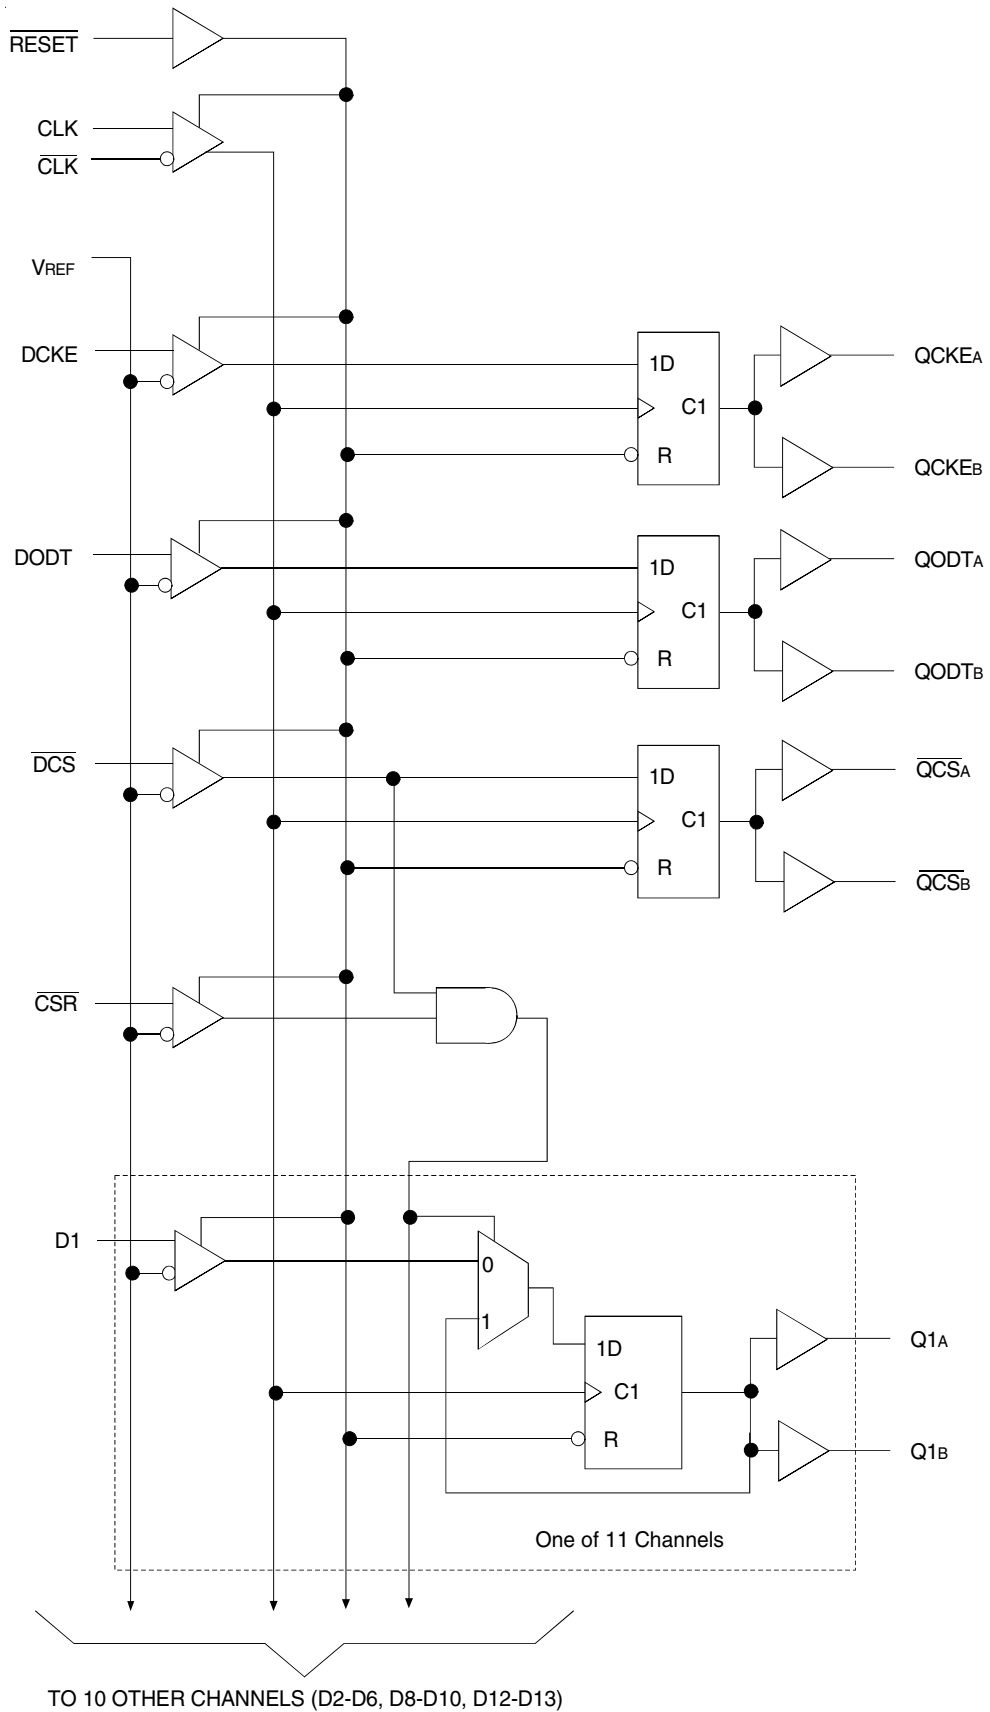 RESET
CLK
CLK
VREF
DCKE
1D
C1
R
QCKEA
QCKEB
DODT
1D
C1
R
QODTA
QODTB
DCS
1D
C1
R
QCSA
QCSB
CSR
D1
0
1
1D
C1
R
Q1A
Q1B
One of 11 Channels
TO 10 OTHER CHANNELS (D2-D6, D8-D10, D12-D13)